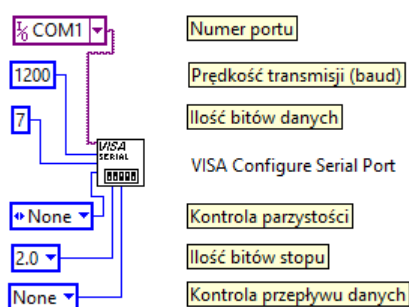 COM1 Numer portu
1200 Prędkość transmisji (baud)
7 Ilość bitów danych
VISA
SERIAL
VISA Configure Serial Port
None Kontrola parzystości
2.0 Ilość bitów stopu
None Kontrola przepływu danych